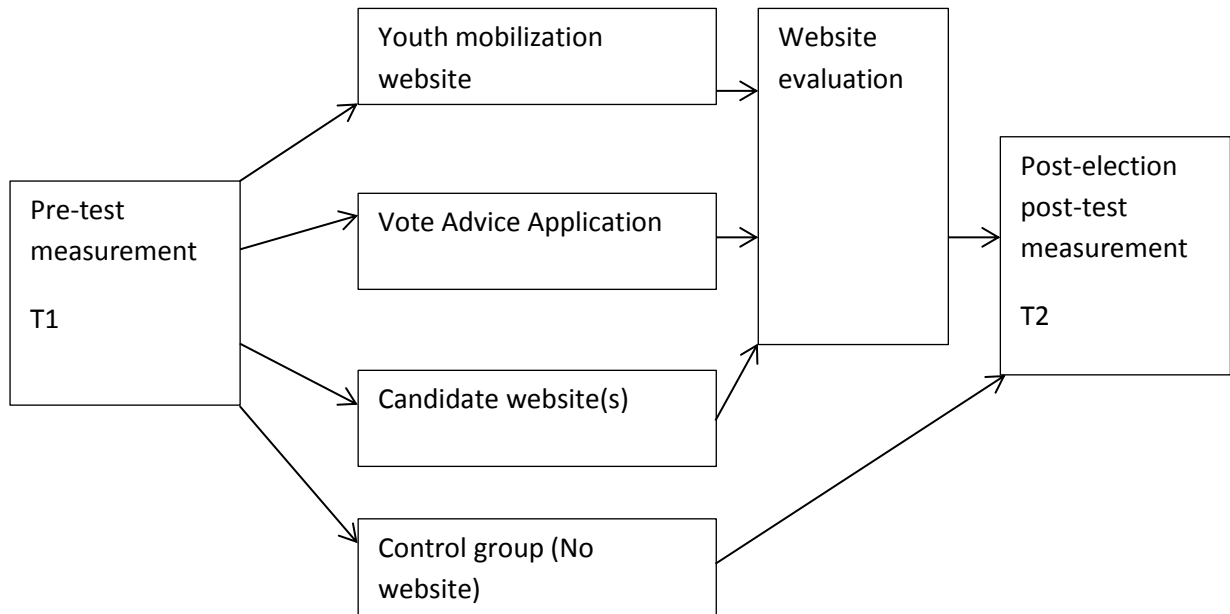 Youth mobilization
website
Website
evaluation
Pre-test
measurement
T1
Vote Advice Application
Post-election
post-test
measurement
T2
Candidate website(s)
Control group (No
website)